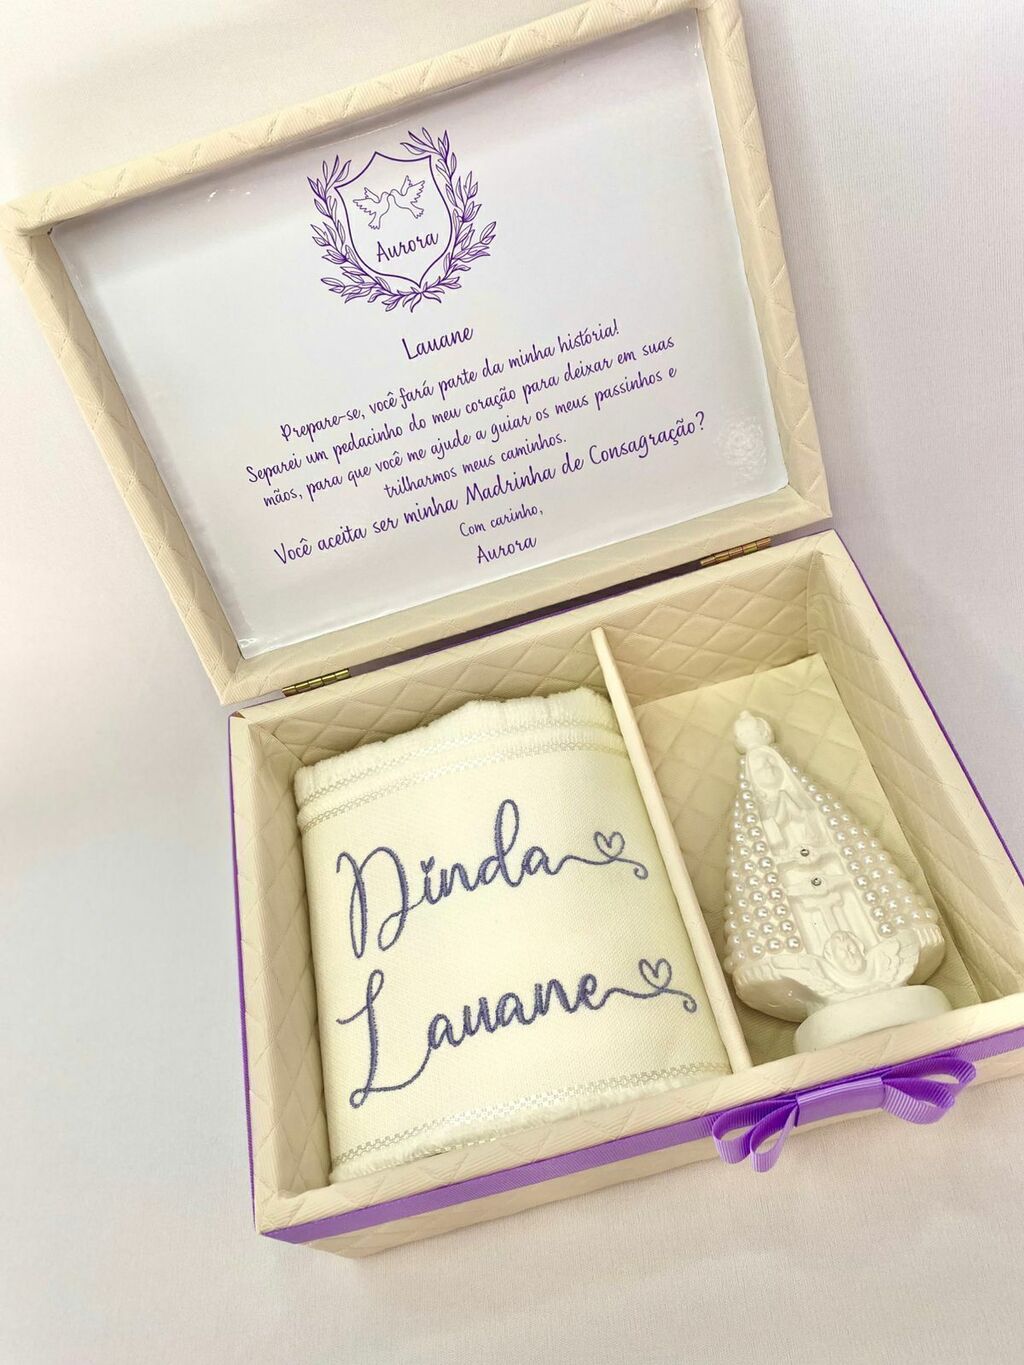 Aurora
Lauane
Prepare-se, você fará parte da minha história!
Separei um pedacinho do meu coração para deixar em suas
mãos, para que você me ajude a guiar os meus passinhos e
trilharmos meus caminhos.
Você aceita ser minha Madrinha de Consagração?
Com carinho,
Aurora
Dinda
Lauane